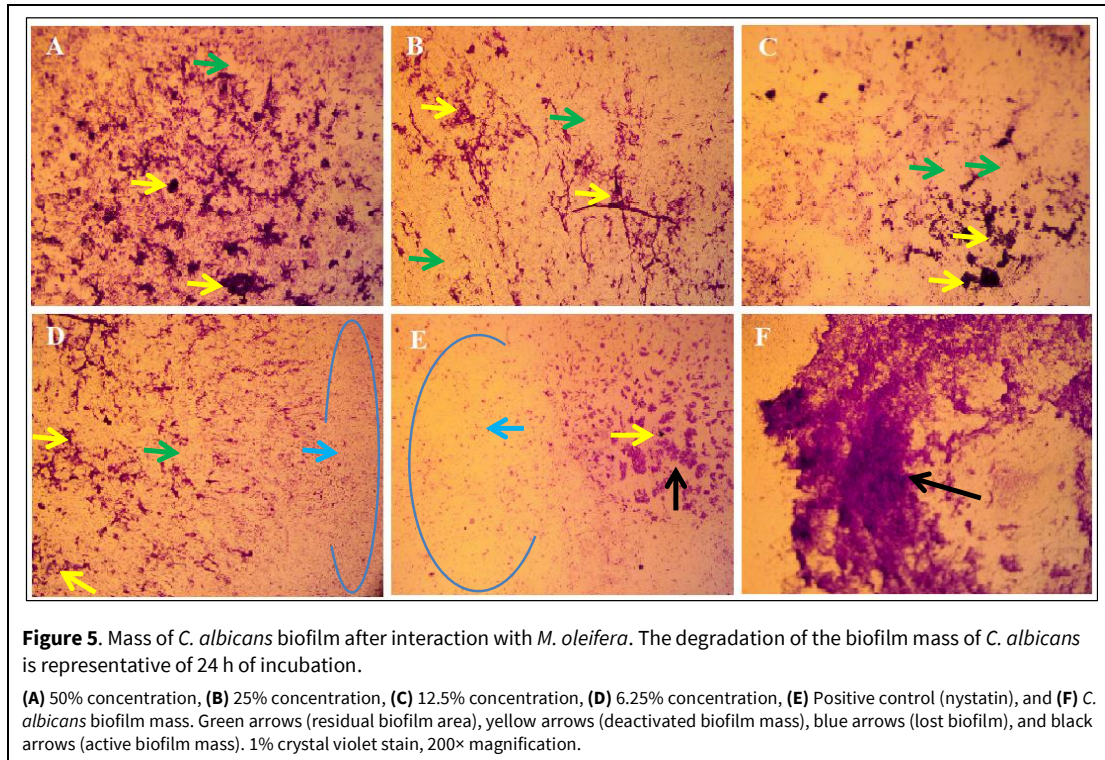 A
B
C
D
E
F
Figure 5. Mass of C. albicans biofilm after interaction with M. oleifera. The degradation of the biofilm mass of C. albicans
is representative of 24 h of incubation.
(A) 50% concentration, (B) 25% concentration, (C) 12.5% concentration, (D) 6.25% concentration, (E) Positive control (nystatin), and (F) C.
albicans biofilm mass. Green arrows (residual biofilm area), yellow arrows (deactivated biofilm mass), blue arrows (lost biofilm), and black
arrows (active biofilm mass). 1% crystal violet stain, 200× magnification.